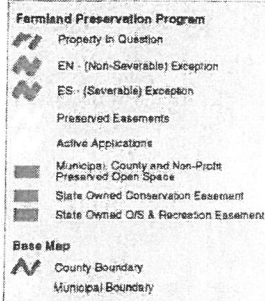 Farmland Preservation Program
Property In Question
EN - (Non-Severable) Exception
ES - (Severable) Exception
Preserved Easements
Active Applications
Municipal, County and Non-Profit
Preserved Open Space
State Owned Conservation Easement
State Owned O/S & Recreation Easement
Base Map
County Boundary
Municipal Boundary